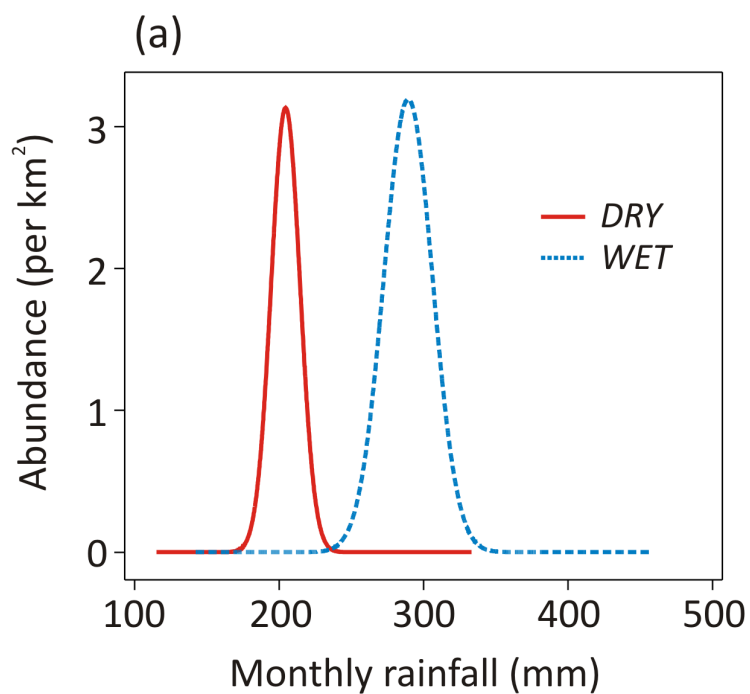 (a)
Abundance (per km²)
3
2
1
0
DRY
WET
100 200 300 400 500
Monthly rainfall (mm)